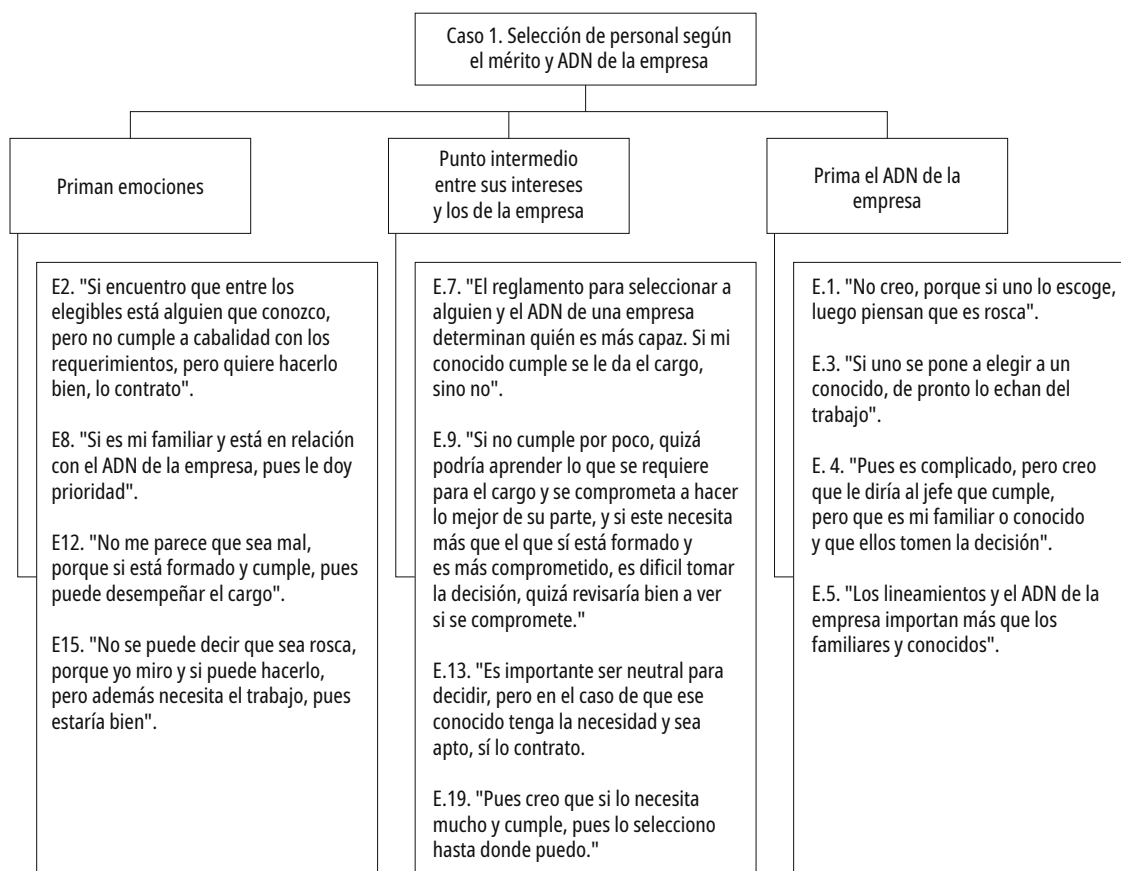 Caso 1. Selección de personal según
el mérito y ADN de la empresa
Priman emociones
Punto intermedio
entre sus intereses
y los de la empresa
Prima el ADN de la
empresa
E2. "Si encuentro que entre los
elegibles está alguien que conozco,
pero no cumple a cabalidad con los
requerimientos, pero quiere hacerlo
bien, lo contrato".
E8. "Si es mi familiar y está en relación
con el ADN de la empresa, pues le doy
prioridad".
E12. "No me parece que sea mal,
porque si está formado y cumple, pues
puede desempeñar el cargo".
E15. "No se puede decir que sea rosca,
porque yo miro y si puede hacerlo,
pero además necesita el trabajo, pues
estaría bien".
E.7. "El reglamento para seleccionar a
alguien y el ADN de una empresa
determinan quién es más capaz. Si mi
conocido cumple se le da el cargo,
sino no".
E.9. "Si no cumple por poco, quizá
podría aprender lo que se requiere
para el cargo y se comprometa a hacer
lo mejor de su parte, y si este necesita
más que el que sí está formado y
es más comprometido, es dificil tomar
la decisión, quizá revisaría bien a ver
si se compromete."
E.13. "Es importante ser neutral para
decidir, pero en el caso de que ese
conocido tenga la necesidad y sea
apto, sí lo contrato.
E.19. "Pues creo que si lo necesita
mucho y cumple, pues lo selecciono
hasta donde puedo."
E.1. "No creo, porque si uno lo escoge,
luego piensan que es rosca".
E.3. "Si uno se pone a elegir a un
conocido, de pronto lo echan del
trabajo".
E. 4. "Pues es complicado, pero creo
que le diría al jefe que cumple,
pero que es mi familiar o conocido
y que ellos tomen la decisión".
E.5. "Los lineamientos y el ADN de la
empresa importan más que los
familiares y conocidos".